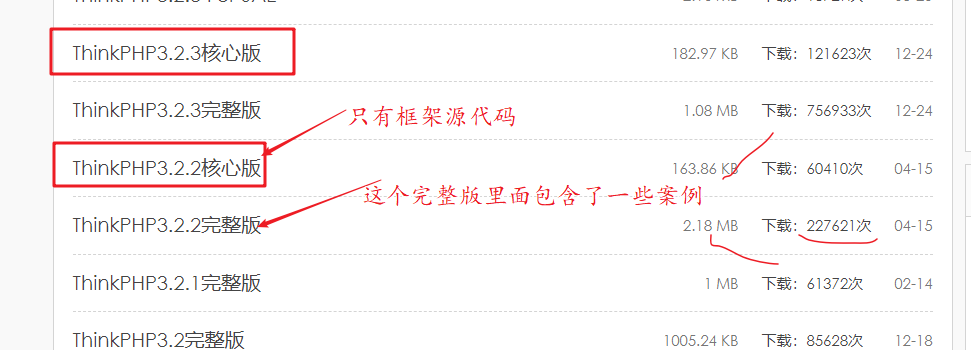 ThinkPHP3.2.3核心版 182.97 KB 下载：121623次 12-24
ThinkPHP3.2.3完整版 1.08 MB 下载：756933次 12-24
只有框架源代码
ThinkPHP3.2.2核心版 163.86 KB 下载：60410次 04-15
这个完整版里面包含了一些案例
ThinkPHP3.2.2完整版 2.18 MB 下载：227621次 04-15
ThinkPHP3.2.1完整版 1 MB 下载：61372次 02-14
ThinkPHP3.2完整版 1005.24 KB 下载：85628次 12-18